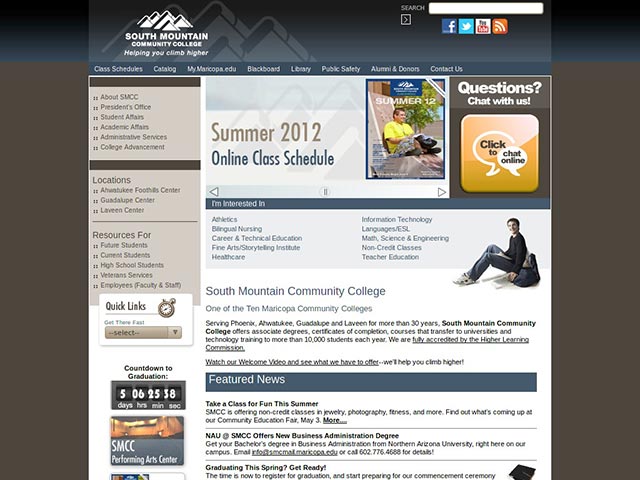 SEARCH
SOUTH MOUNTAIN
COMMUNITY COLLEGE
Helping you climb higher
Class Schedules
Catalog
My.Maricopa.edu
Blackboard
Library
Public Safety
Alumni & Donors
Contact Us
About SMCC
President's Office
Student Affairs
Academic Affairs
Administrative Services
College Advancement
Locations
Ahwatukee Foothills Center
Guadalupe Center
Laveen Center
Resources For
Future Students
Current Students
High School Students
Veterans Services
Employees (Faculty & Staff)
Quick Links
Get There Fast
--select--
Countdown to
Graduation:
5 06 25 38
days hrs min sec
SMCC
Performing Arts Center
Summer 2012
Online Class Schedule
SUMMER 12
Questions?
Chat with us!
Click
to chat
online
I'm Interested In
Athletics
Bilingual Nursing
Career & Technical Education
Fine Arts/Storytelling Institute
Healthcare
Information Technology
Languages/ESL
Math, Science & Engineering
Non-Credit Classes
Teacher Education
South Mountain Community College
One of the Ten Maricopa Community Colleges
Serving Phoenix, Ahwatukee, Guadalupe and Laveen for more than 30 years, South Mountain Community
College offers associate degrees, certificates of completion, courses that transfer to universities and
technology training to more than 10,000 students each year. We are fully accredited by the Higher Learning
Commission.
Watch our Welcome Video and see what we have to offer--we'll help you climb higher!
Featured News
Take a Class for Fun This Summer
SMCC is offering non-credit classes in jewelry, photography, fitness, and more. Find out what's coming up at
our Community Education Fair, May 3. More....
NAU @ SMCC Offers New Business Administration Degree
Get your Bachelor's degree in Business Administration from Northern Arizona University, right here on our
campus. Email info@smcmail.maricopa.edu or call 602.776.4688 for details!
Graduating This Spring? Get Ready!
The time is now to register for graduation, and start preparing for our commencement ceremony